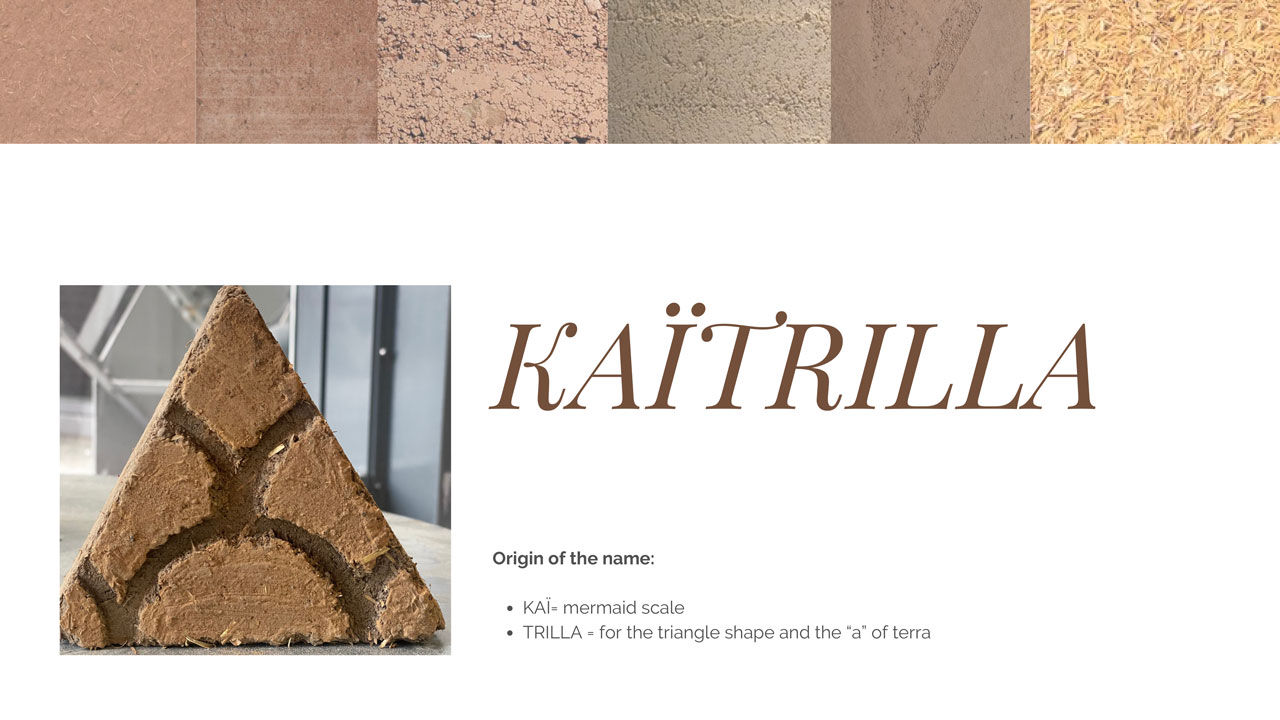 KAÏTRILLA
Origin of the name:
• KAÏ= mermaid scale
• TRILLA = for the triangle shape and the “a” of terra